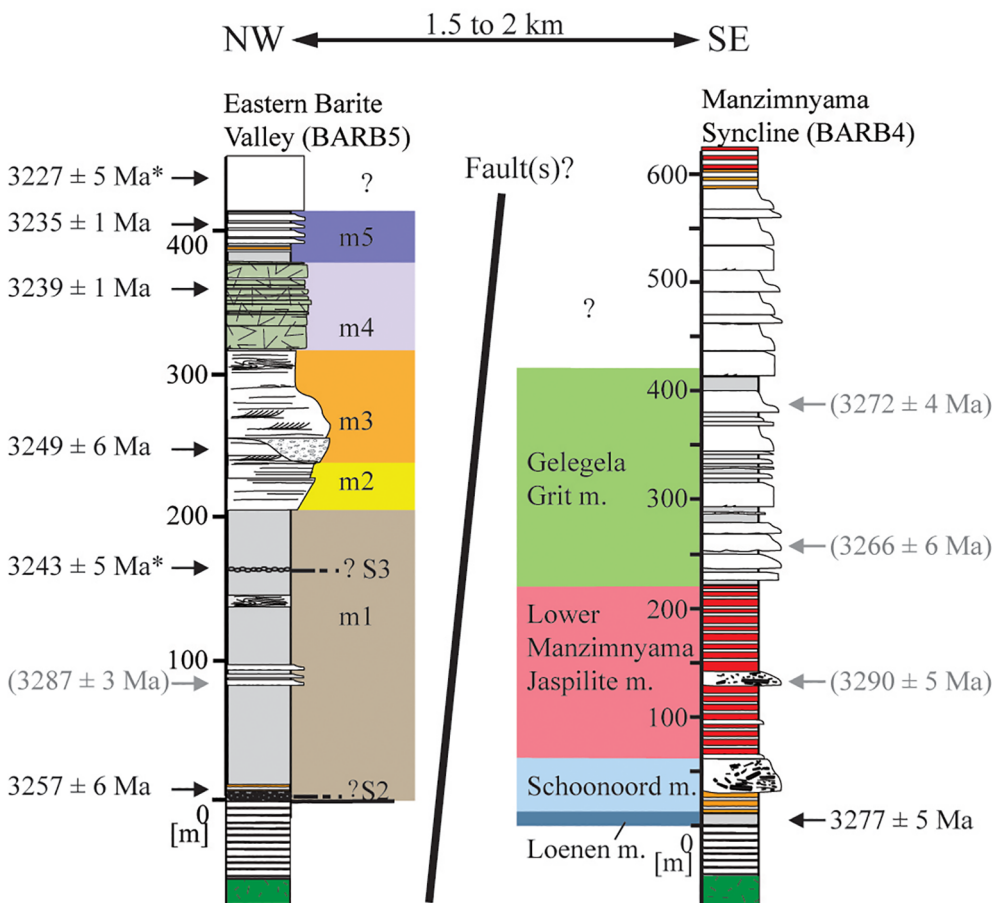 NW
1.5 to 2 km
SE
Eastern Barite
Valley (BARB5)
3227 ± 5 Ma*
?
3235 ± 1 Ma
400
m5
3239 ± 1 Ma
m4
300
m3
3249 ± 6 Ma
m2
200
3243 ± 5 Ma*
? S3
m1
100
(3287 ± 3 Ma)
3257 ± 6 Ma
?S2
0
[m]
Fault(s)?
Manzimnyama
Syncline (BARB4)
600
500
?
400
(3272 ± 4 Ma)
Gelegela
Grit m.
300
(3266 ± 6 Ma)
200
Lower
Manzimnyama
Jaspilite m.
(3290 ± 5 Ma)
100
Schoonoord m.
3277 ± 5 Ma
Loenen m.
0
[m]